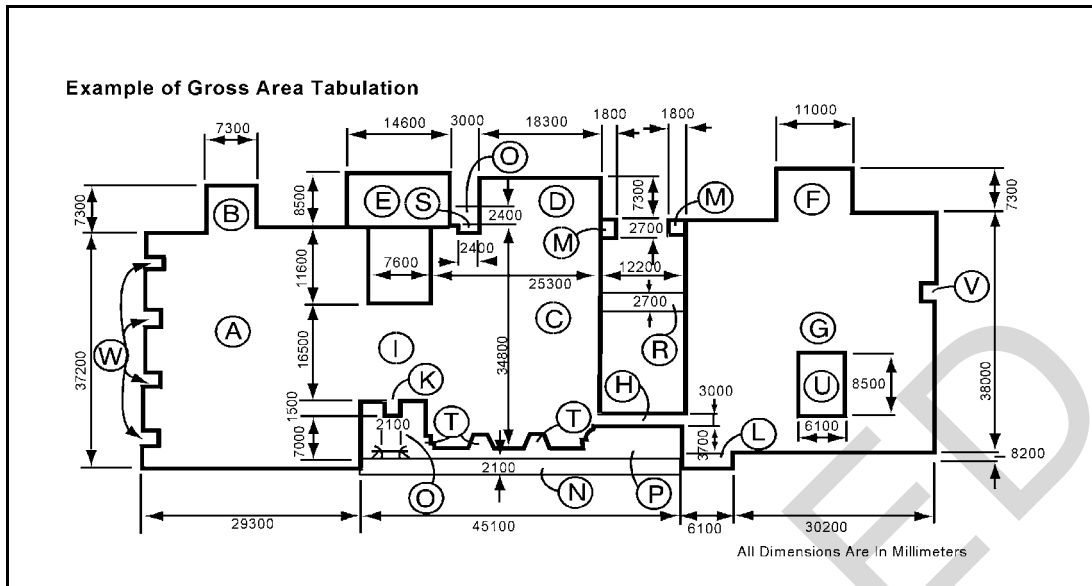 Example of Gross Area Tabulation
1800
1800
11000
14600
3000
18300
7300
O
7300
8500
E
S
2400
D
7300
M
F
7300
B
2700
M
2400
7600
25300
12200
11600
2700
V
37200
A
W
16500
I
34800
C
R
G
38000
K
3000
U
8500
1500
H
6100
2100
T
T
L
7000
3700
8200
2100
N
P
O
29300
45100
6100
30200
All Dimensions Are In Millimeters
ED